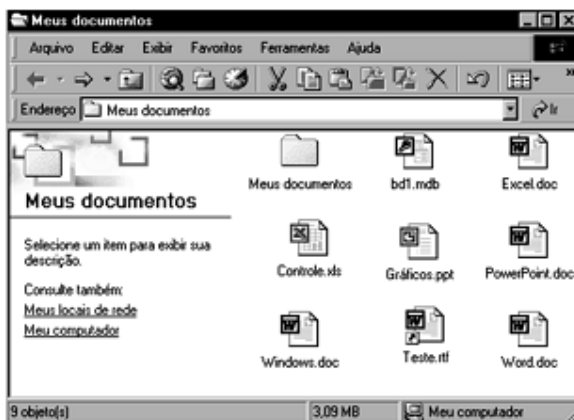 Meus documentos
Arquivo Editar Exibir Favoritos Ferramentas Ajuda
»
Endereço Meus documentos Ir
Meus documentos
Selecione um item para exibir sua
descrição.
Consulte também:
Meus locais de rede
Meu computador
Meus documentos bd1.mdb Excel.doc
Controle.xls Gráficos.ppt PowerPoint.doc
Windows.doc Teste.rtf Word.doc
9 objeto(s) 3,09 MB Meu computador